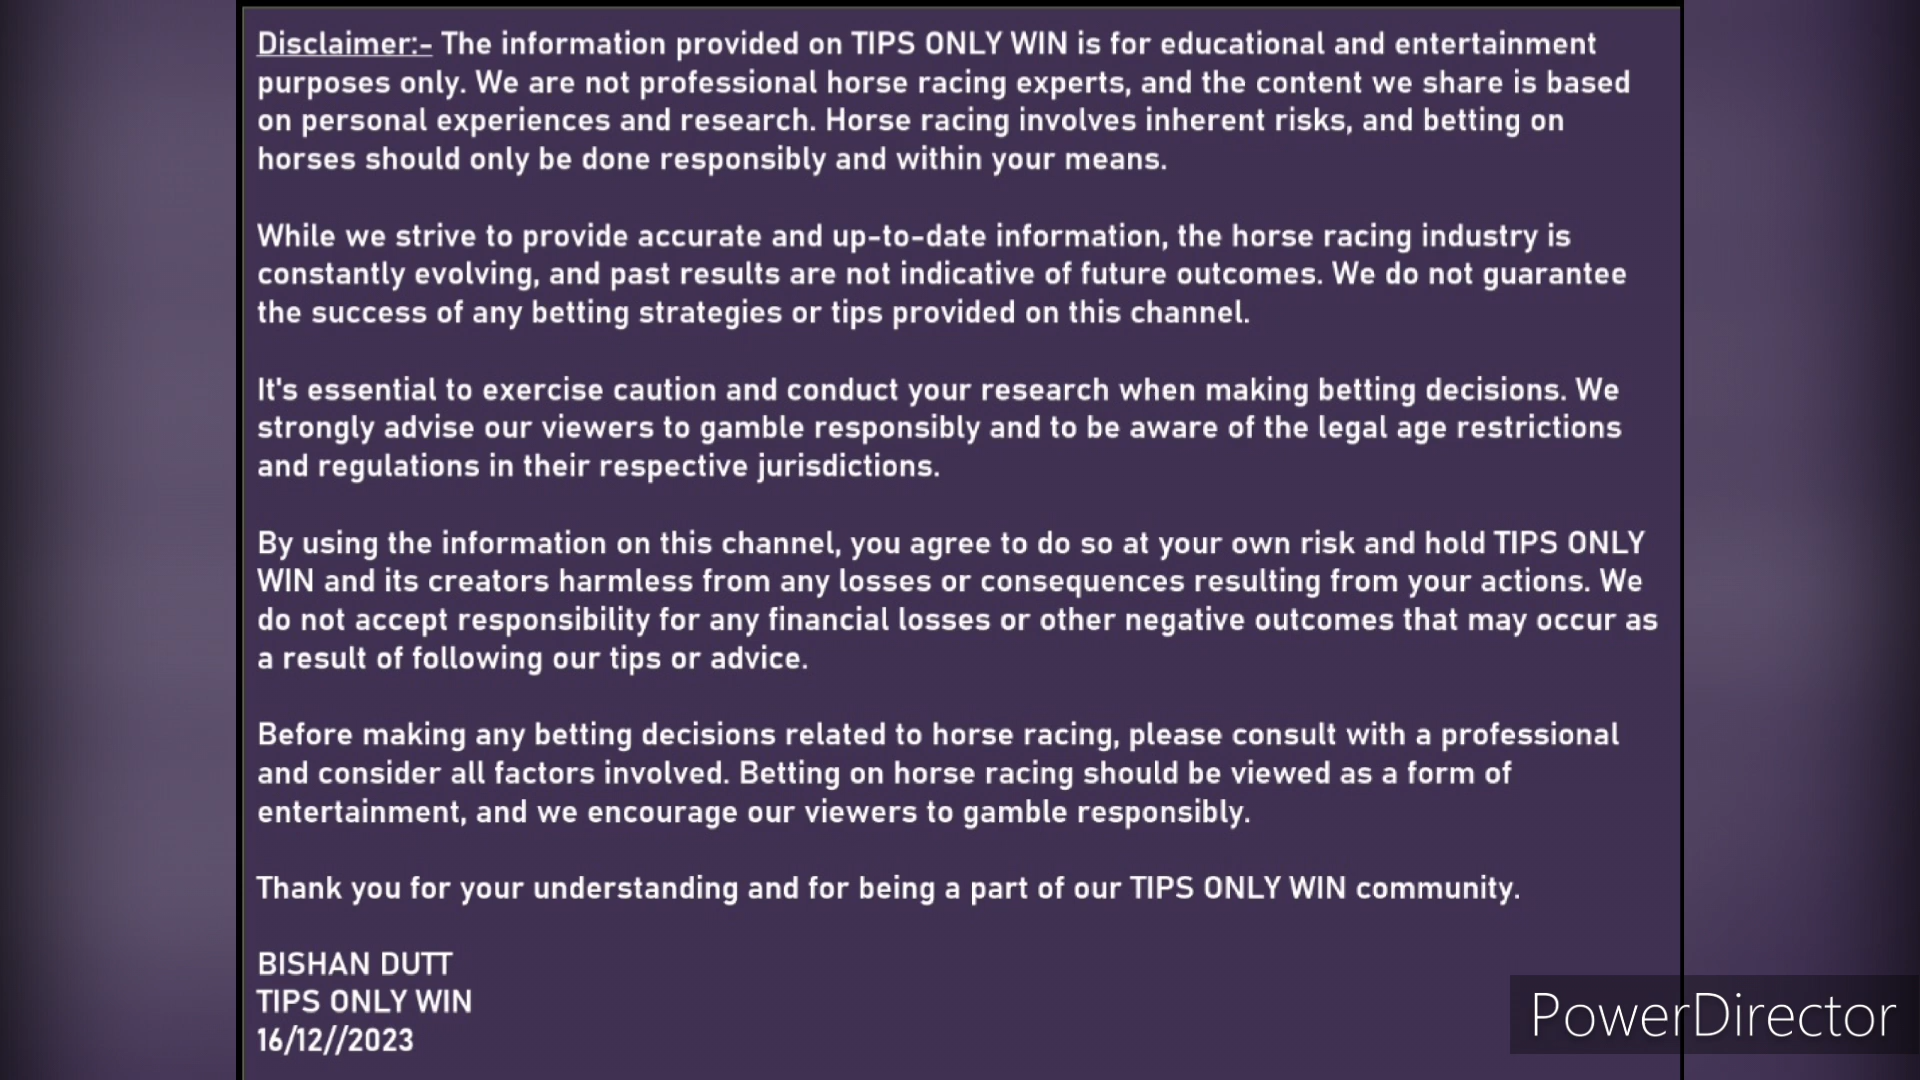 Disclaimer:- The information provided on TIPS ONLY WIN is for educational and entertainment
purposes only. We are not professional horse racing experts, and the content we share is based
on personal experiences and research. Horse racing involves inherent risks, and betting on
horses should only be done responsibly and within your means.
While we strive to provide accurate and up-to-date information, the horse racing industry is
constantly evolving, and past results are not indicative of future outcomes. We do not guarantee
the success of any betting strategies or tips provided on this channel.
It's essential to exercise caution and conduct your research when making betting decisions. We
strongly advise our viewers to gamble responsibly and to be aware of the legal age restrictions
and regulations in their respective jurisdictions.
By using the information on this channel, you agree to do so at your own risk and hold TIPS ONLY
WIN and its creators harmless from any losses or consequences resulting from your actions. We
do not accept responsibility for any financial losses or other negative outcomes that may occur as
a result of following our tips or advice.
Before making any betting decisions related to horse racing, please consult with a professional
and consider all factors involved. Betting on horse racing should be viewed as a form of
entertainment, and we encourage our viewers to gamble responsibly.
Thank you for your understanding and for being a part of our TIPS ONLY WIN community.
BISHAN DUTT
TIPS ONLY WIN
16/12//2023
PowerDirector